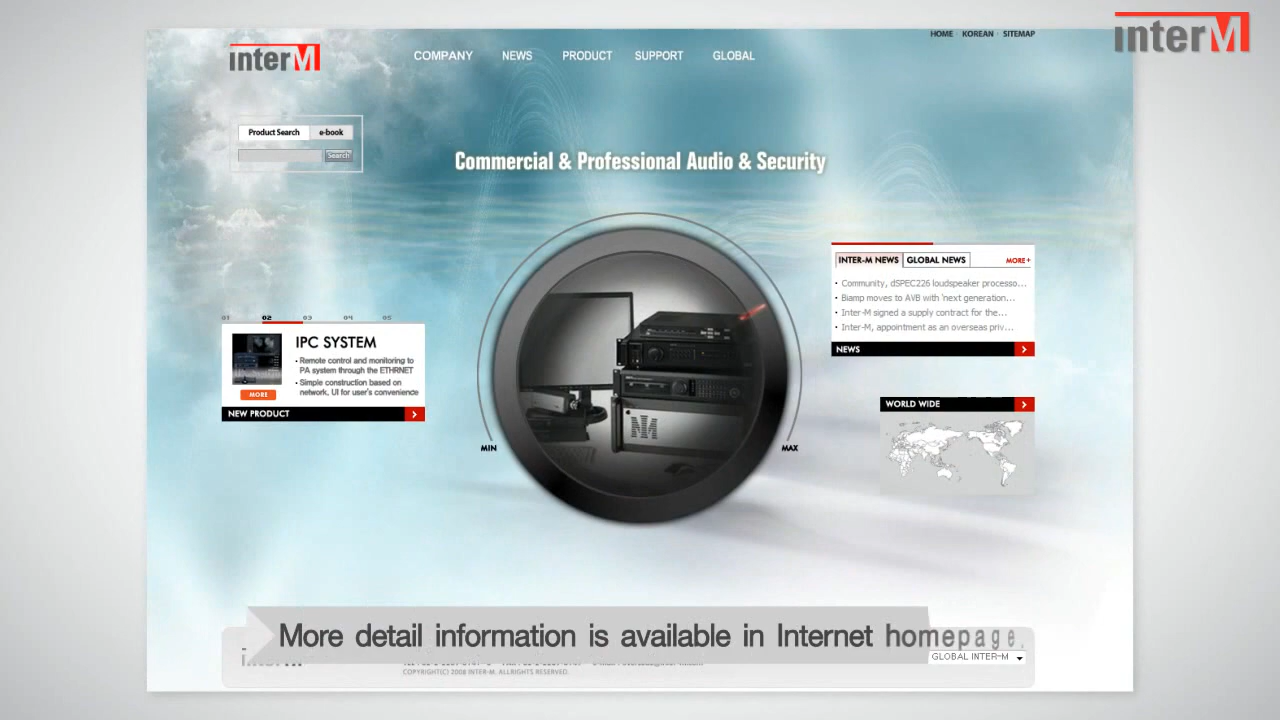 interM
HOME KOREAN SITEMAP
interM
COMPANY NEWS PRODUCT SUPPORT GLOBAL
Product Search e-book
Search
Commercial & Professional Audio & Security
INTER-M NEWS GLOBAL NEWS MORE +
• Community, dSPEC226 loudspeaker processo...
• Biamp moves to AVB with 'next generation...
• Inter-M signed a supply contract for the...
• Inter-M, appointment as an overseas priv...
NEWS
01 02 03 04 05
IPC SYSTEM
• Remote control and monitoring to
PA system through the ETHRNET
• Simple construction based on
network, UI for user's convenience
MORE
NEW PRODUCT
MIN MAX
WORLD WIDE
More detail information is available in Internet homepage.
GLOBAL INTER-M
COPYRIGHT(C) 2008 INTER-M. ALLRIGHTS RESERVED.